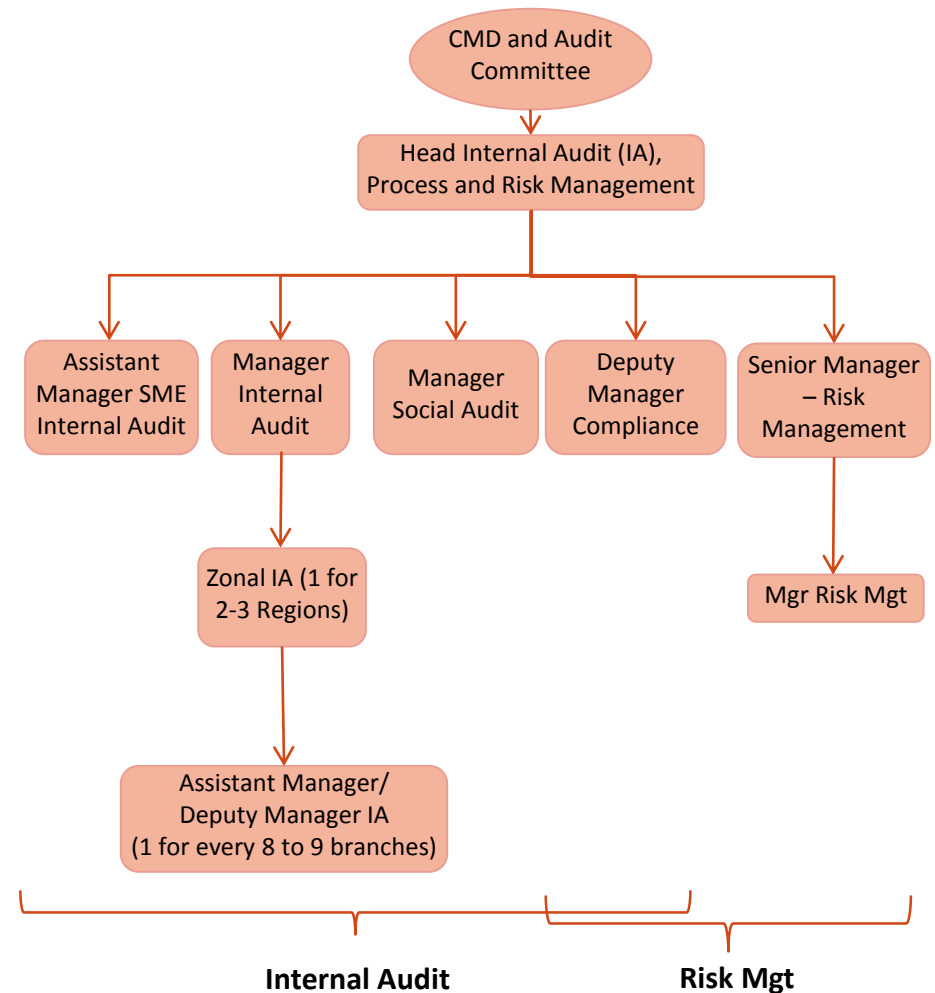 CMD and Audit
Committee
Head Internal Audit (IA),
Process and Risk Management
Assistant
Manager SME
Internal Audit
Manager
Internal
Audit
Manager
Social Audit
Deputy
Manager
Compliance
Senior Manager
– Risk
Management
Zonal IA (1 for
2-3 Regions)
Mgr Risk Mgt
Assistant Manager/
Deputy Manager IA
(1 for every 8 to 9 branches)
Internal Audit
Risk Mgt